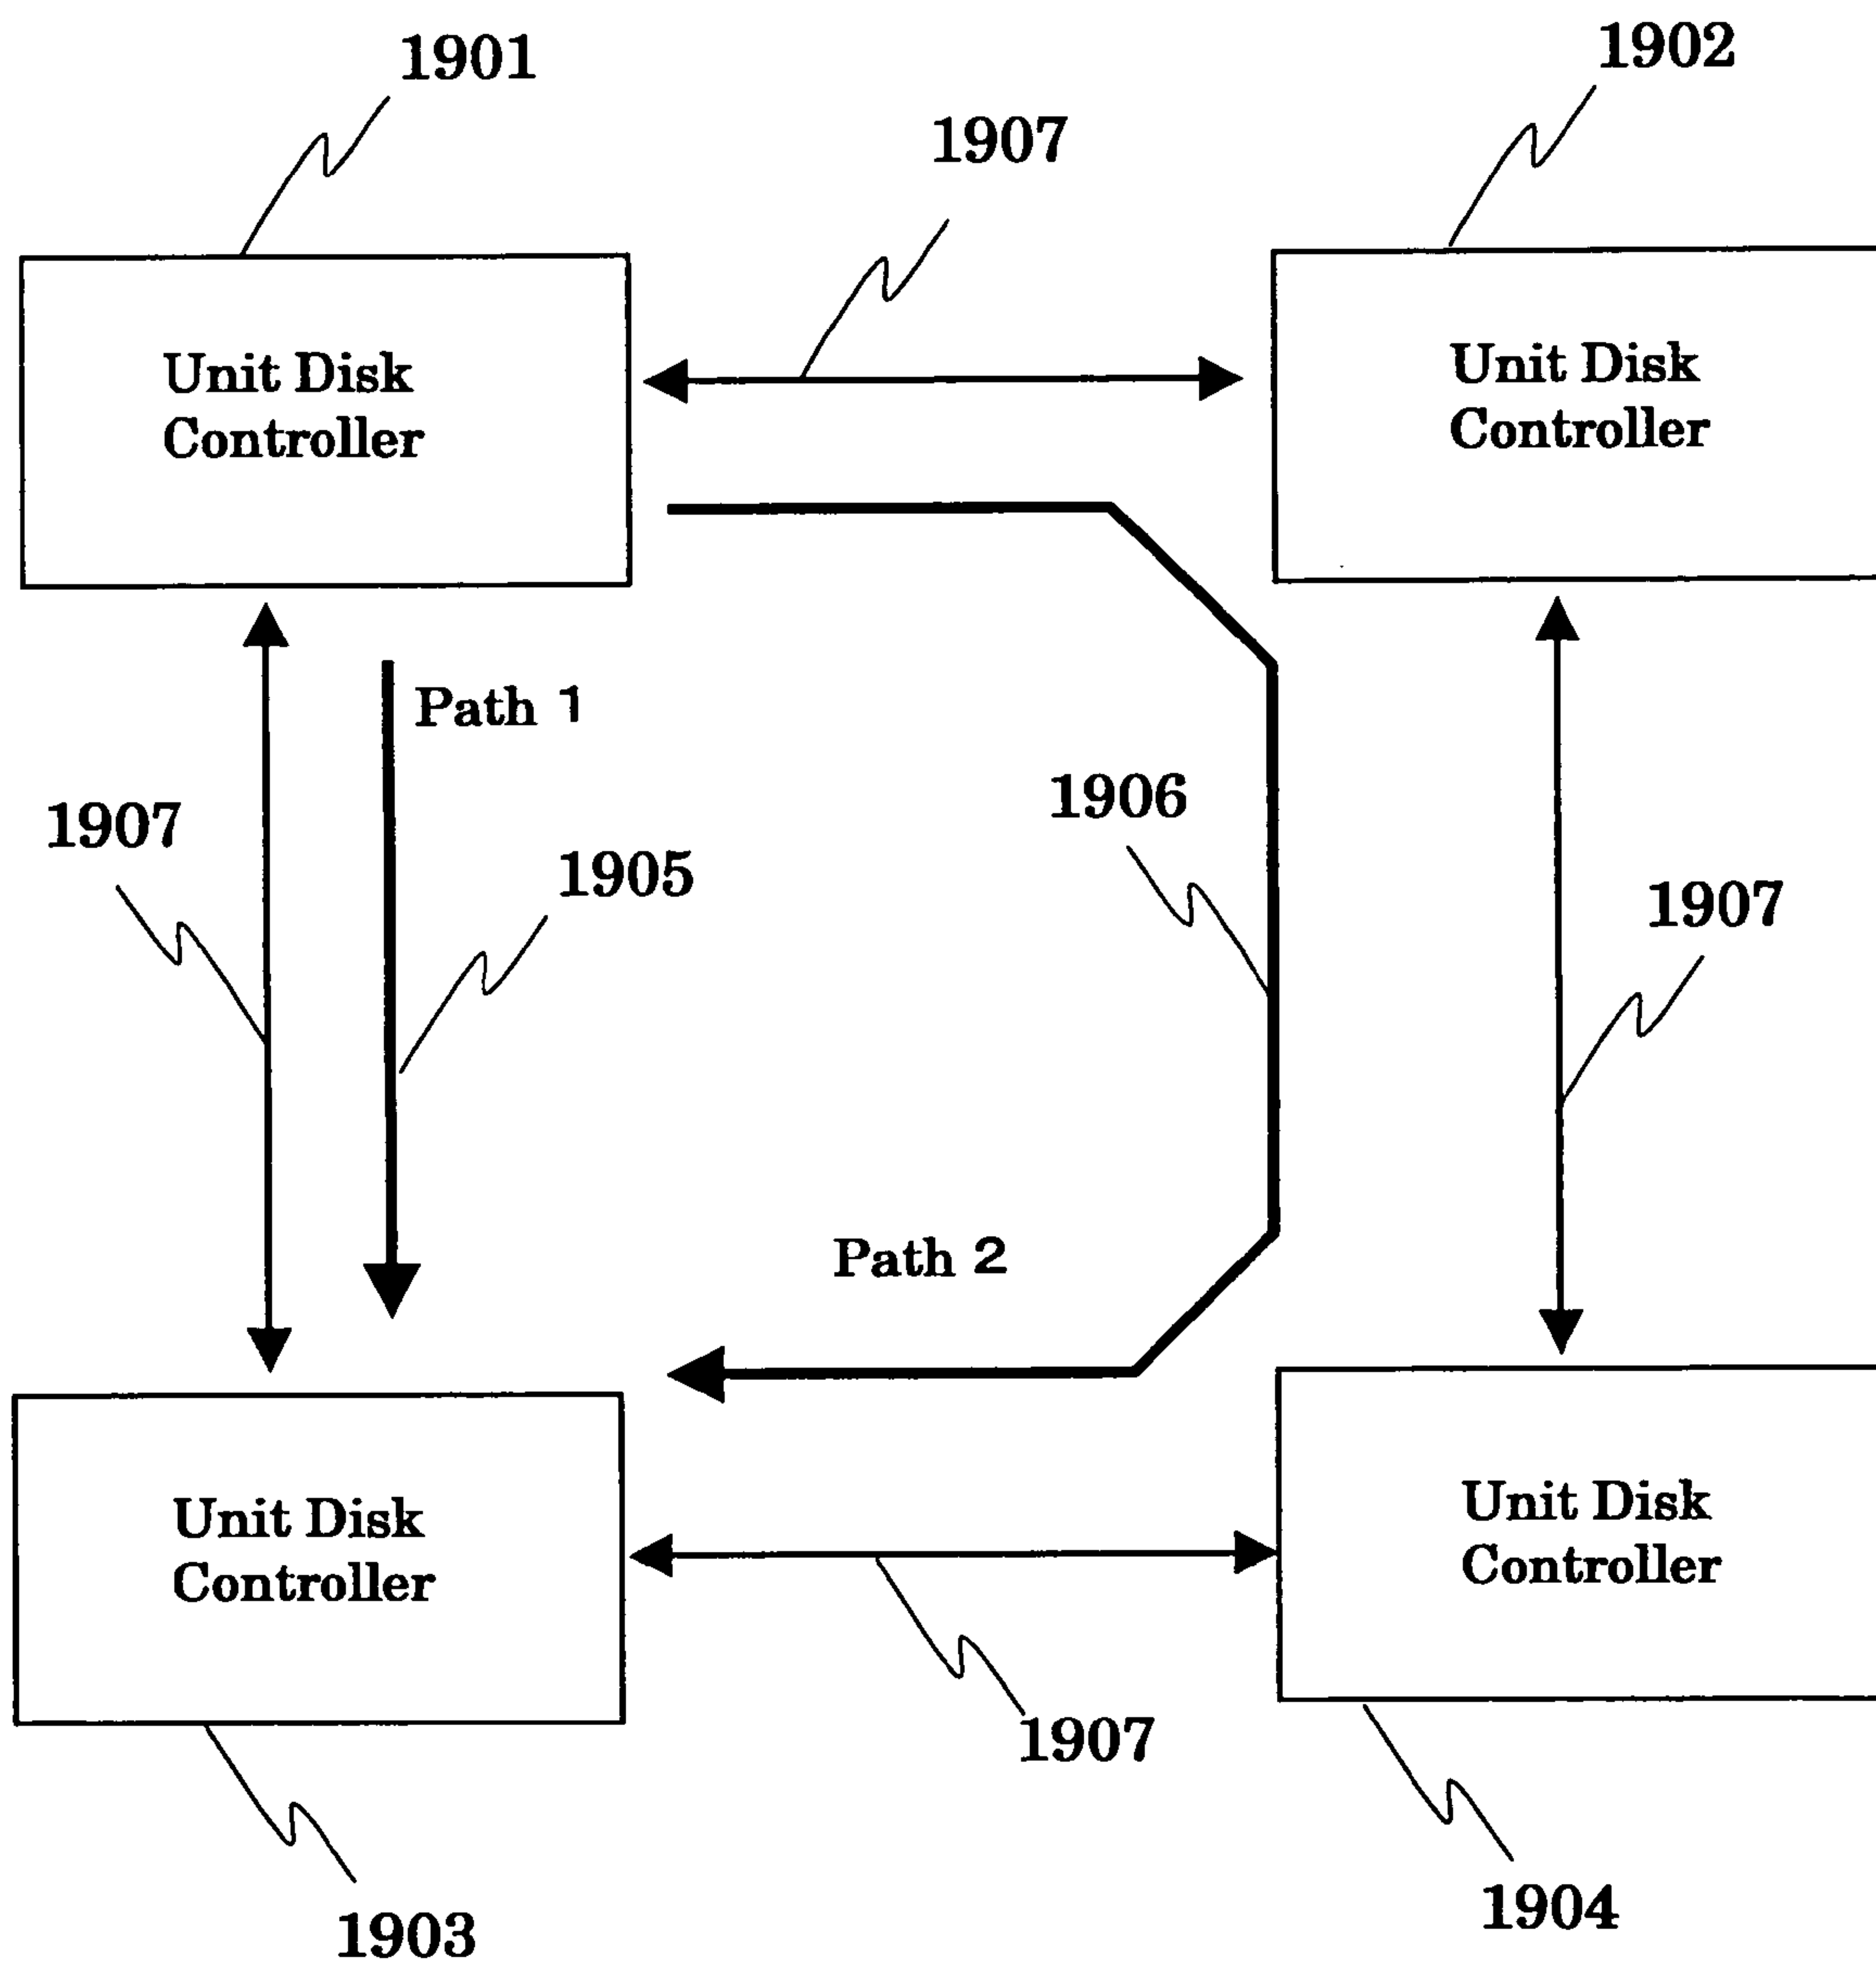 1901
1902
1907
Unit Disk
Controller
Unit Disk
Controller
Path 1
1906
1907
1905
1907
Path 2
Unit Disk
Controller
Unit Disk
Controller
1907
1903
1904